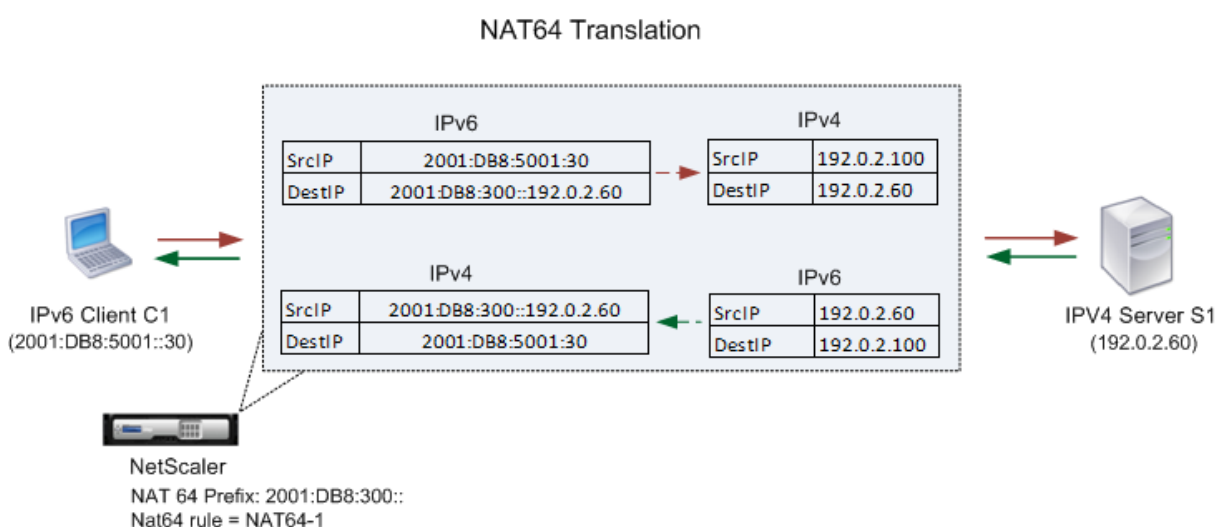 NAT64 Translation
IPv6
SrcIP 2001:DB8:5001:30
DestIP 2001:DB8:300::192.0.2.60
IPv4
SrcIP 192.0.2.100
DestIP 192.0.2.60
IPv4
SrcIP 2001:DB8:300::192.0.2.60
DestIP 2001:DB8:5001:30
IPv6
SrcIP 192.0.2.60
DestIP 192.0.2.100
IPv6 Client C1
(2001:DB8:5001::30)
IPV4 Server S1
(192.0.2.60)
NetScaler
NAT 64 Prefix: 2001:DB8:300::
Nat64 rule = NAT64-1